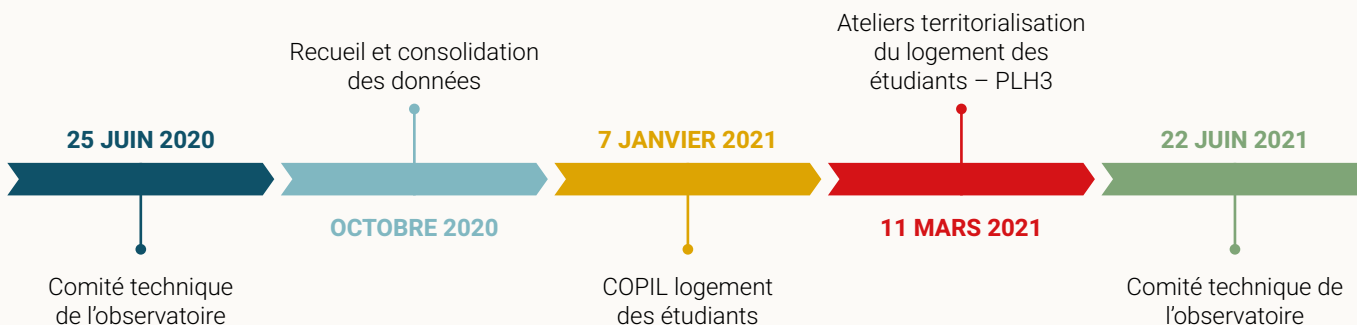 25 JUIN 2020
Comité technique
de l'observatoire
Recueil et consolidation
des données
OCTOBRE 2020
7 JANVIER 2021
COPIL logement
des étudiants
Ateliers territorialisation
du logement des
étudiants – PLH3
11 MARS 2021
22 JUIN 2021
Comité technique de
l'observatoire